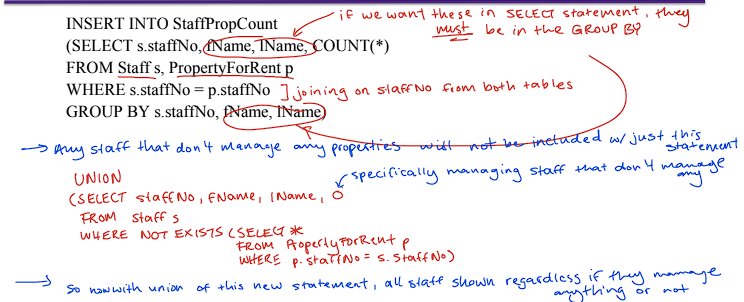 INSERT INTO StaffPropCount
(SELECT s.staffNo, fName, lName, COUNT(*)
FROM Staff s, PropertyForRent p
WHERE s.staffNo = p.staffNo
GROUP BY s.staffNo, fName, lName)
if we want these in SELECT statement, they
must be in the GROUP BY
] joining on staffNo from both tables
→ Any staff that don't manage any properties will not be included w/ just this
statement
UNION
(SELECT staffNo, fName, lName, 0
specifically managing staff that don't manage
any
FROM Staff s
WHERE NOT EXISTS (SELECT *
FROM PropertyForRent p
WHERE p.staffNo = s.staffNo)
→ So now with union of this new statement, all staff shown regardless if they manage
anything or not